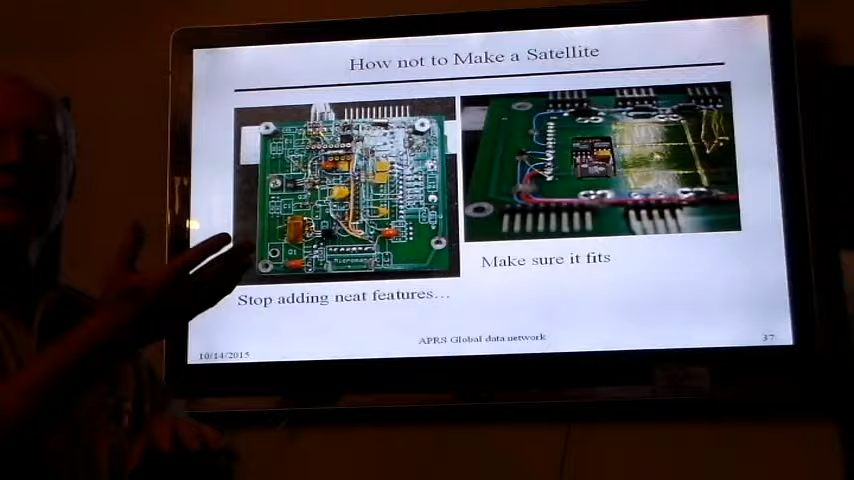 How not to Make a Satellite
Stop adding neat features…
Make sure it fits
10/14/2015
APRS Global data network
37